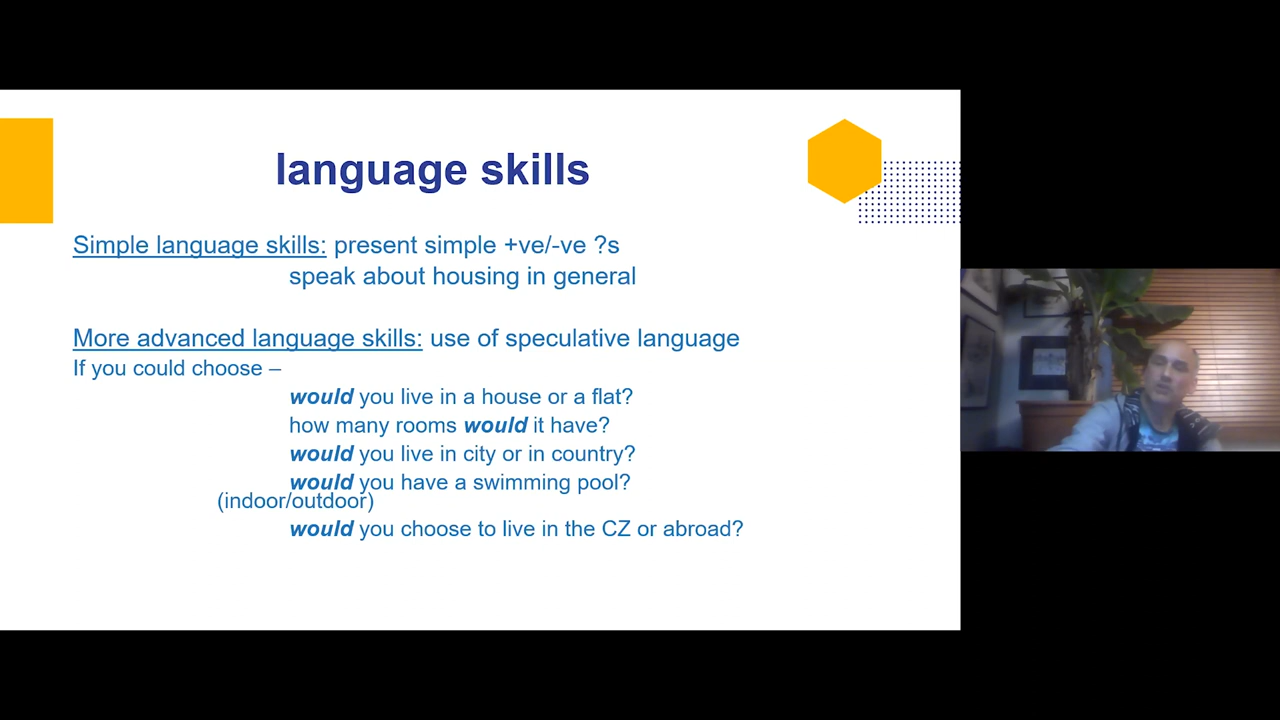 language skills
Simple language skills: present simple +ve/-ve ?s
speak about housing in general
More advanced language skills: use of speculative language
If you could choose –
would you live in a house or a flat?
how many rooms would it have?
would you live in city or in country?
would you have a swimming pool?
(indoor/outdoor)
would you choose to live in the CZ or abroad?